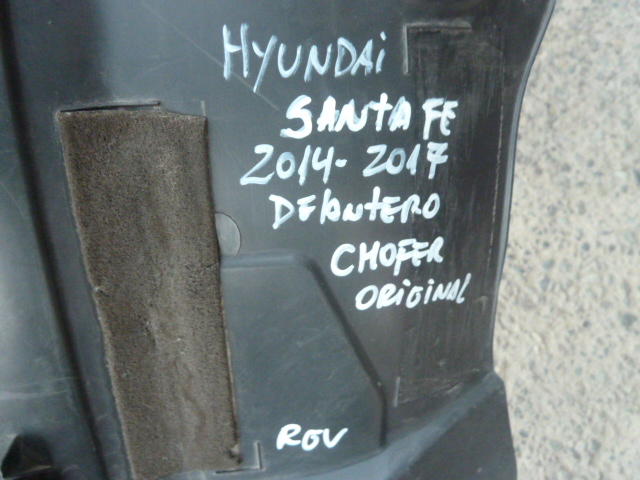 HYUNDAi
SANTA FE
2014-2017
DElANtERO
CHOFER
ORiGiNAL
ROV